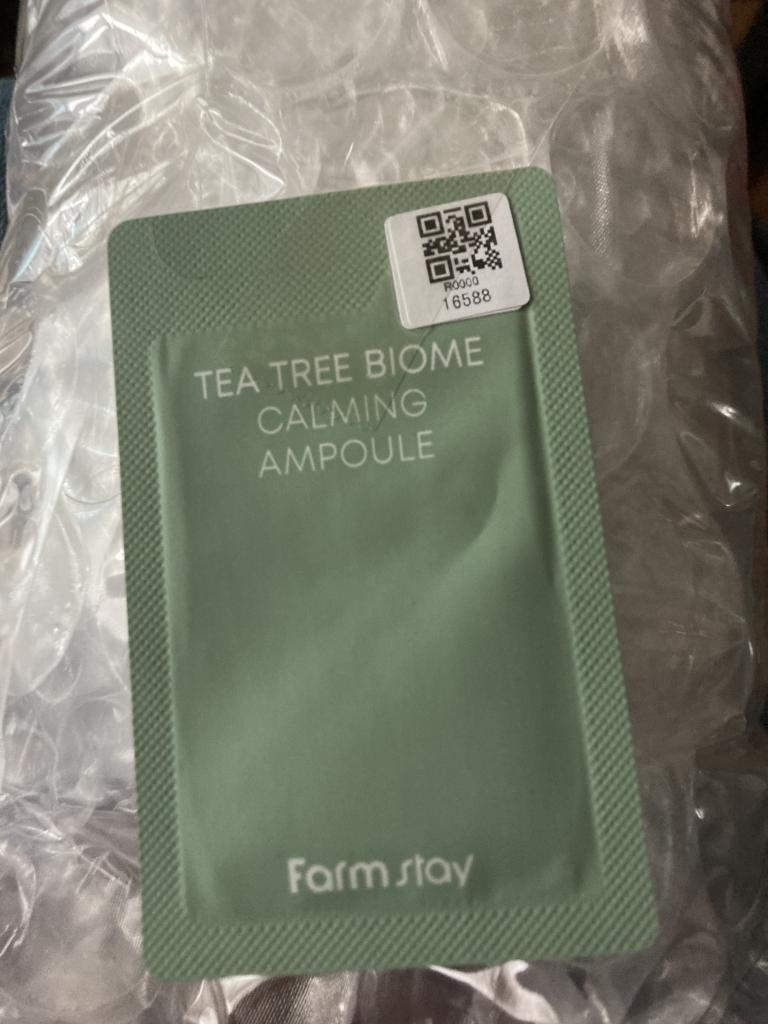 R0000
16588
TEA TREE BIOME
CALMING
AMPOULE
Farm stay